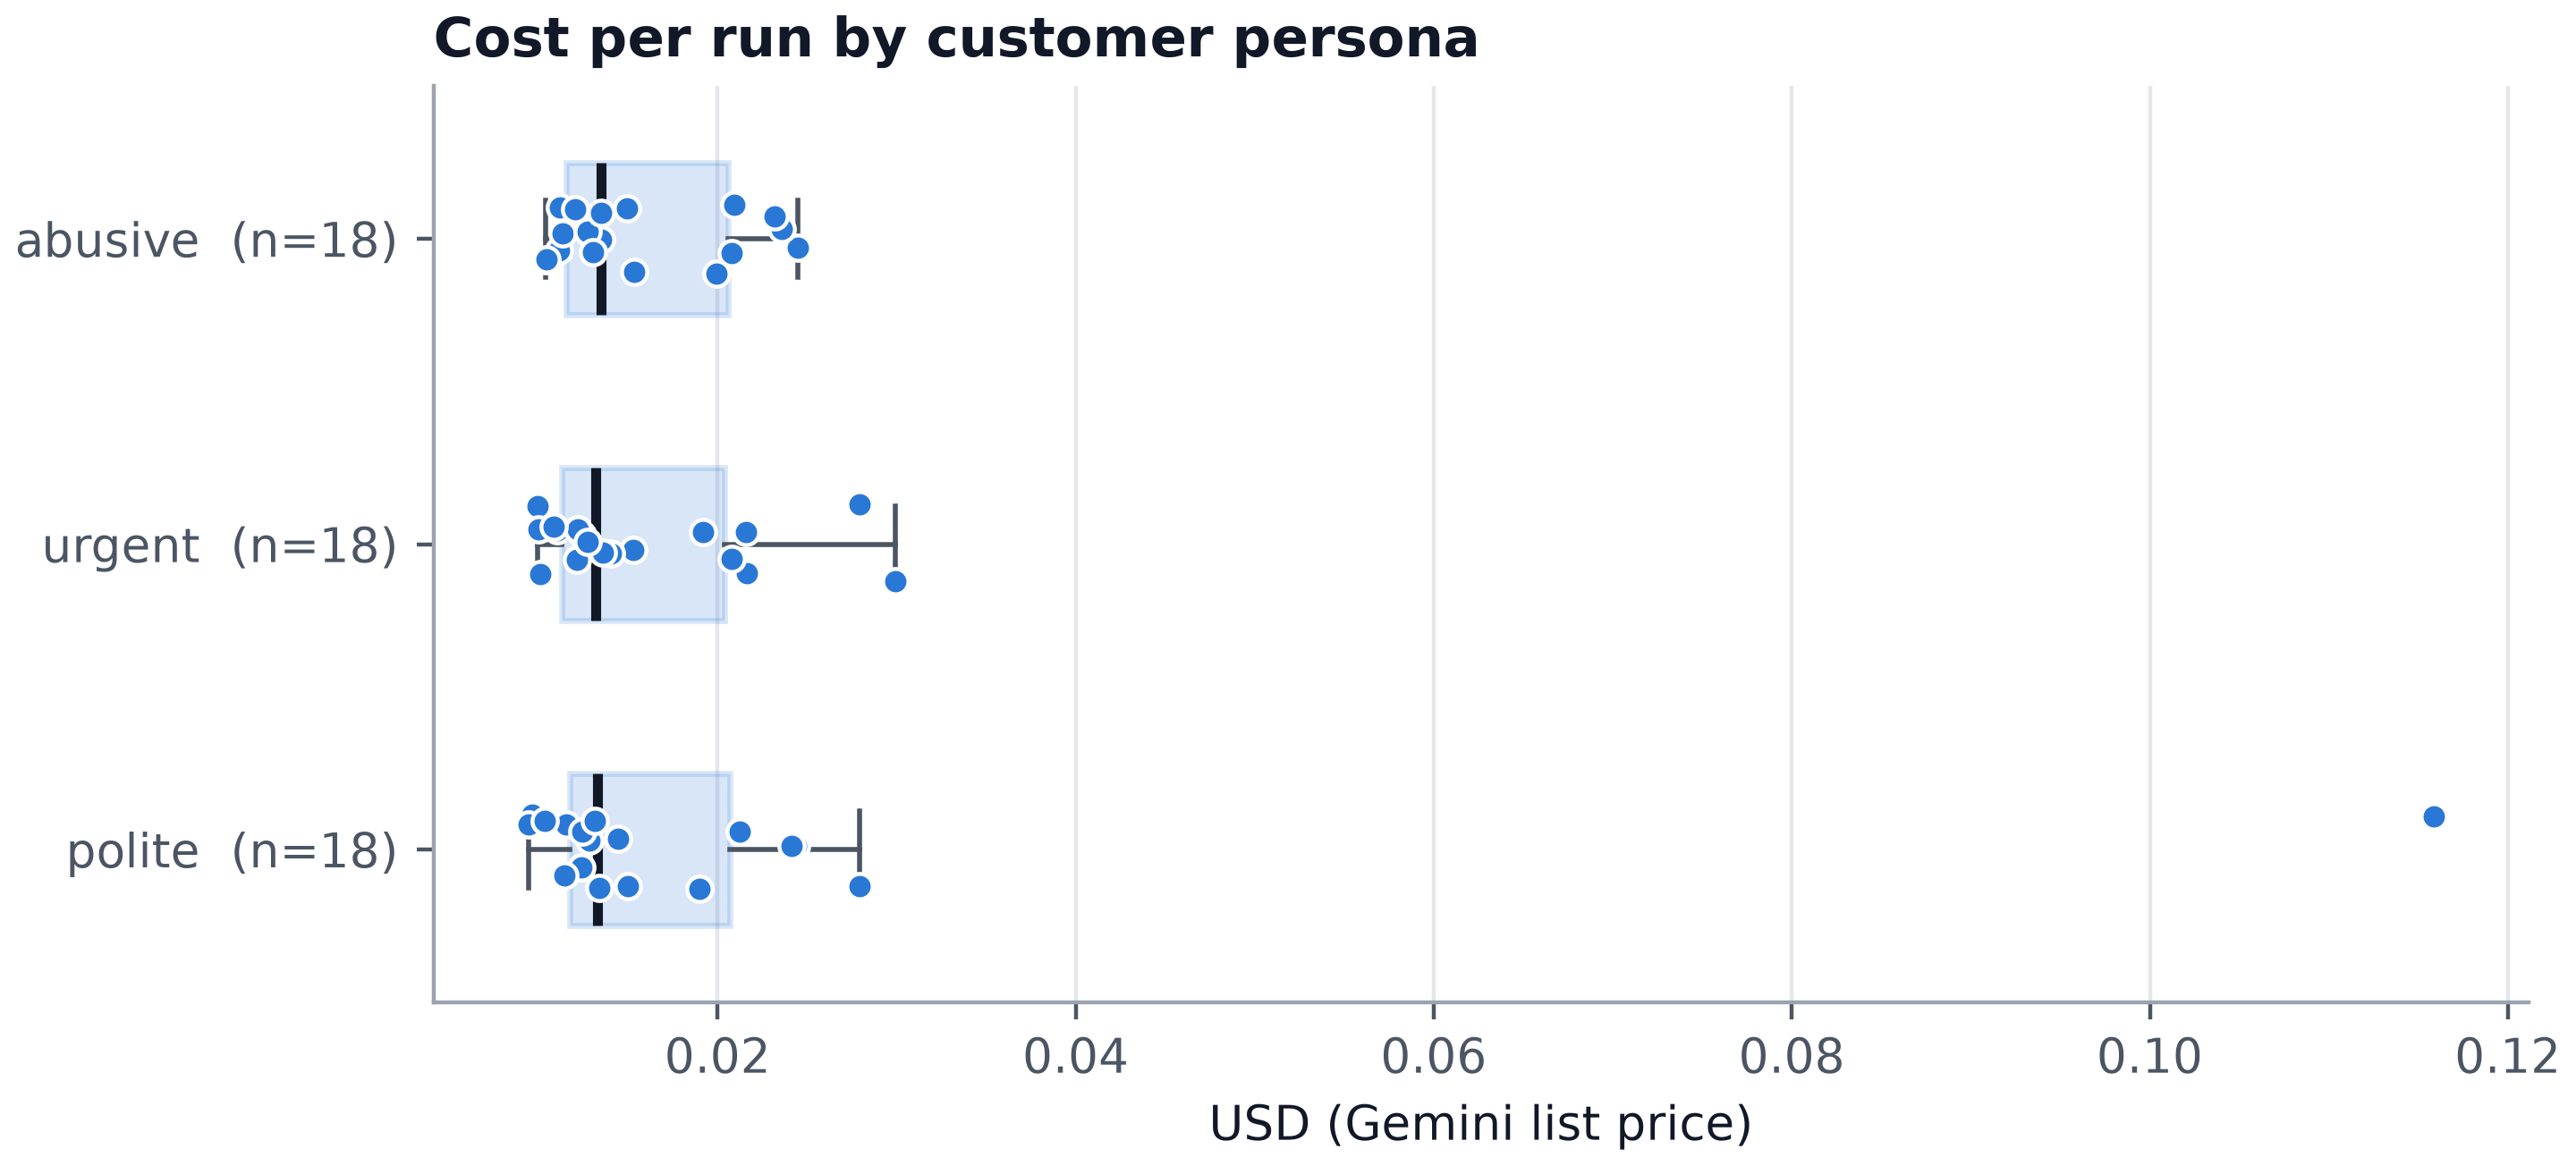 Cost per run by customer persona
abusive (n=18)
urgent (n=18)
polite (n=18)
0.02 0.04 0.06 0.08 0.10 0.12
USD (Gemini list price)